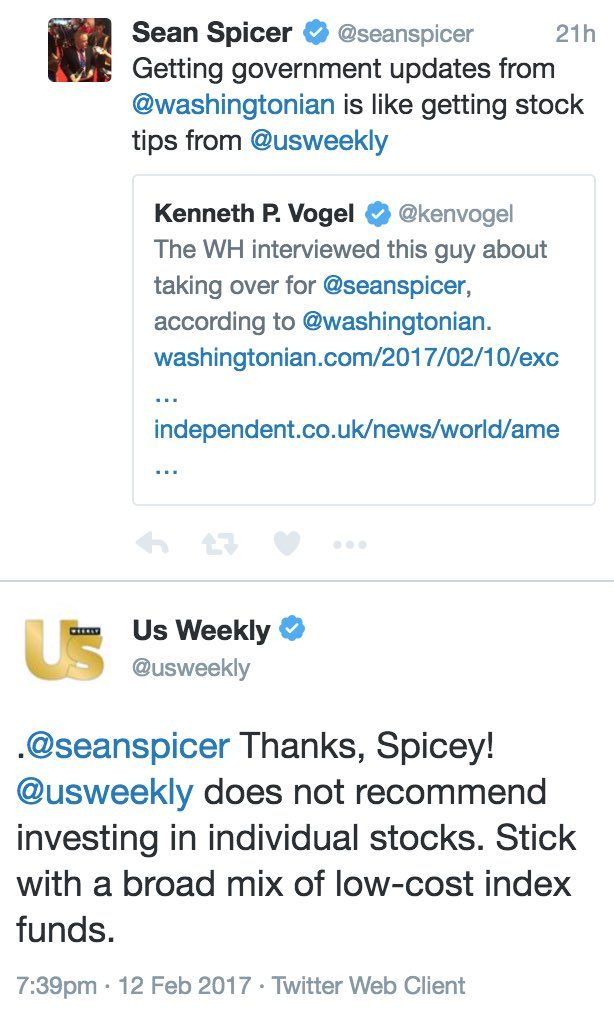 Sean Spicer @seanspicer 21h
Getting government updates from
@washingtonian is like getting stock
tips from @usweekly
Kenneth P. Vogel @kenvogel
The WH interviewed this guy about
taking over for @seanspicer,
according to @washingtonian.
washingtonian.com/2017/02/10/exc
...
independent.co.uk/news/world/ame
...
Us WEEKLY
Us Weekly
@usweekly
.@seanspicer Thanks, Spicey!
@usweekly does not recommend
investing in individual stocks. Stick
with a broad mix of low-cost index
funds.
7:39pm · 12 Feb 2017 · Twitter Web Client